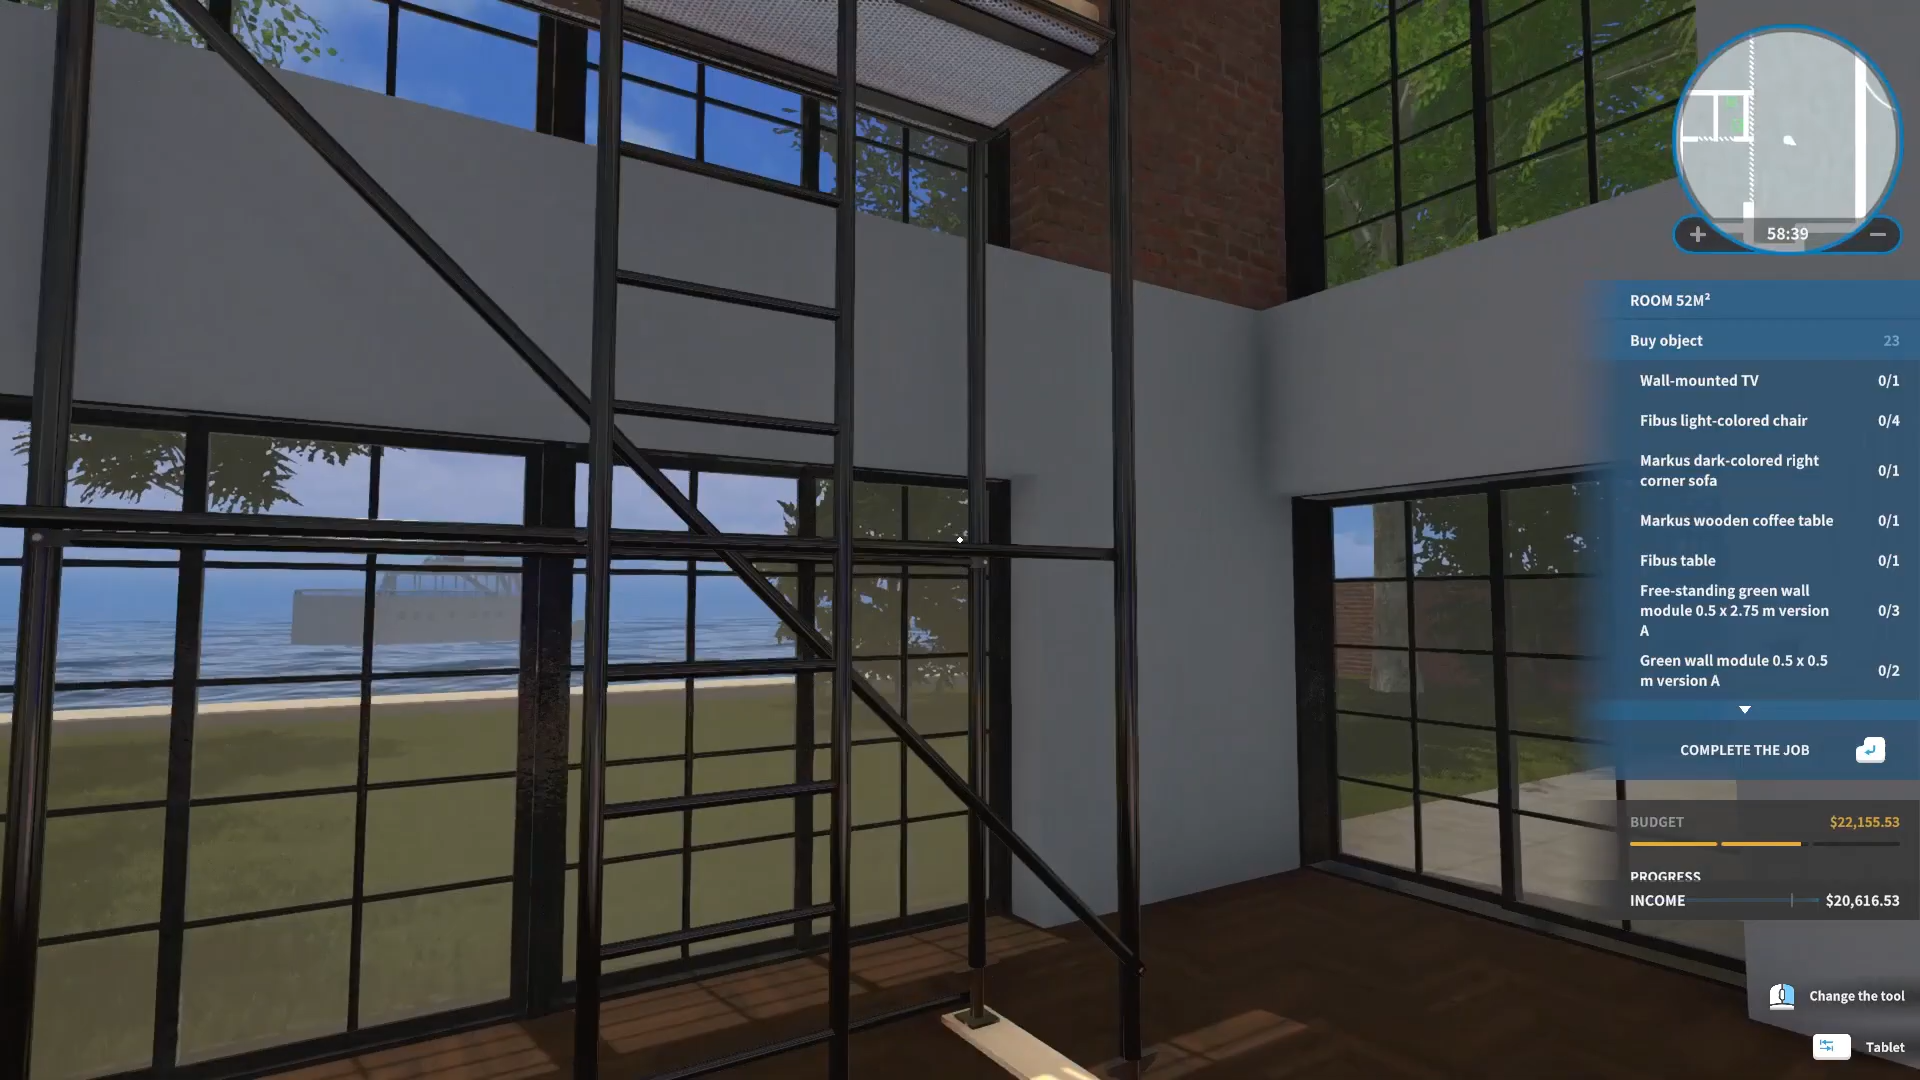 58:39
ROOM 52M²
Buy object 23
Wall-mounted TV 0/1
Fibus light-colored chair 0/4
Markus dark-colored right
corner sofa 0/1
Markus wooden coffee table 0/1
Fibus table 0/1
Free-standing green wall
module 0.5 x 2.75 m version 0/3
A
Green wall module 0.5 x 0.5
m version A 0/2
COMPLETE THE JOB
BUDGET $22,155.53
PROGRESS
INCOME $20,616.53
Change the tool
Tablet